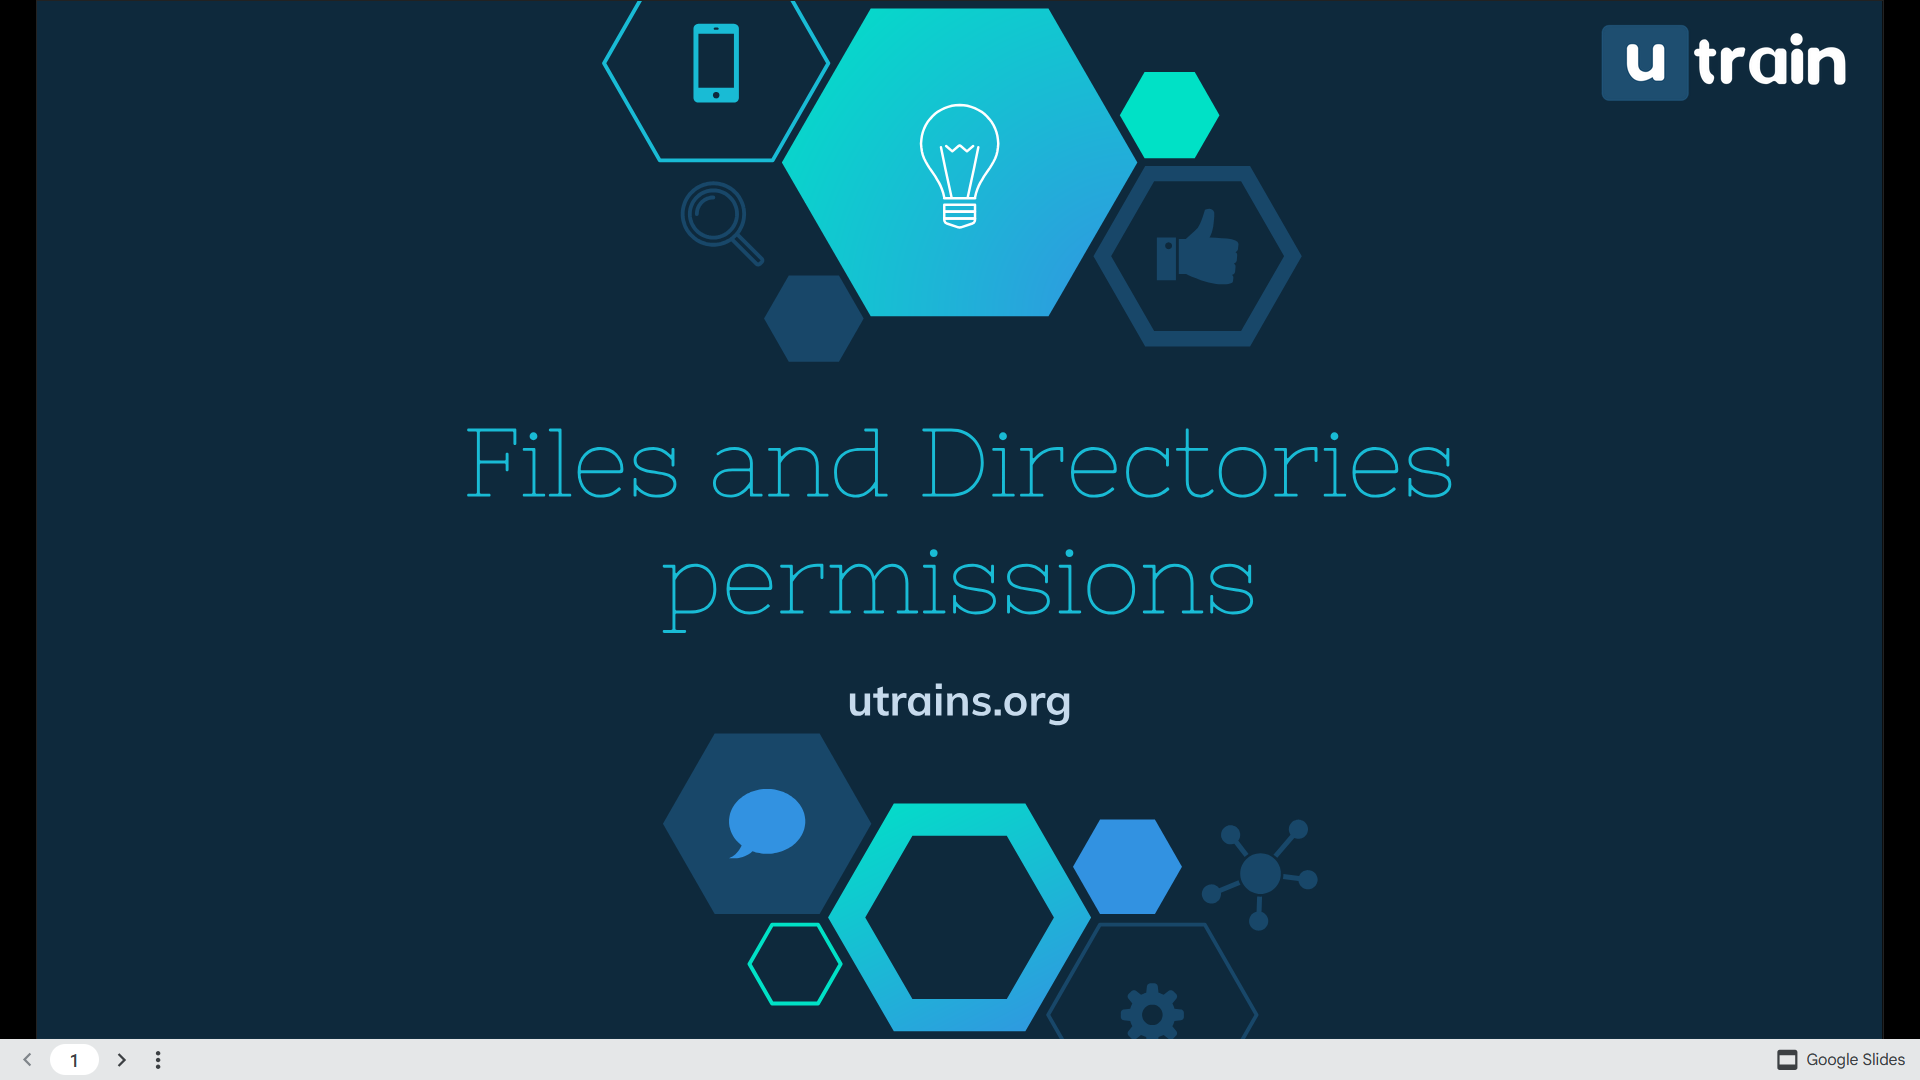 u train
Files and Directories
permissions
utrains.org
1
Google Slides